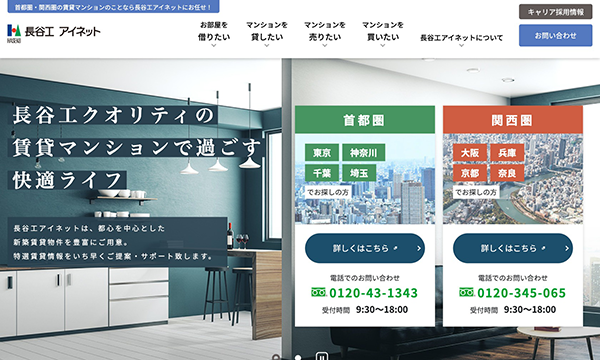 首都圏・関西圏の賃貸マンションのことなら長谷工アイネットにお任せ！
キャリア採用情報
長谷工 アイネット
HASEKO
お部屋を
借りたい
マンションを
貸したい
マンションを
売りたい
マンションを
買いたい
長谷工アイネットについて
お問い合わせ
長谷工クオリティの
賃貸マンションで過ごす
快適ライフ
長谷工アイネットは、都心を中心とした
新築賃貸物件を豊富にご用意。
特選賃貸情報をいち早くご提案・サポート致します。
首都圏
東京 神奈川
千葉 埼玉
でお探しの方
詳しくはこちら
電話でのお問い合わせ
0120-43-1343
受付時間 9:30〜18:00
関西圏
大阪 兵庫
京都 奈良
でお探しの方
詳しくはこちら
電話でのお問い合わせ
0120-345-065
受付時間 9:30〜18:00